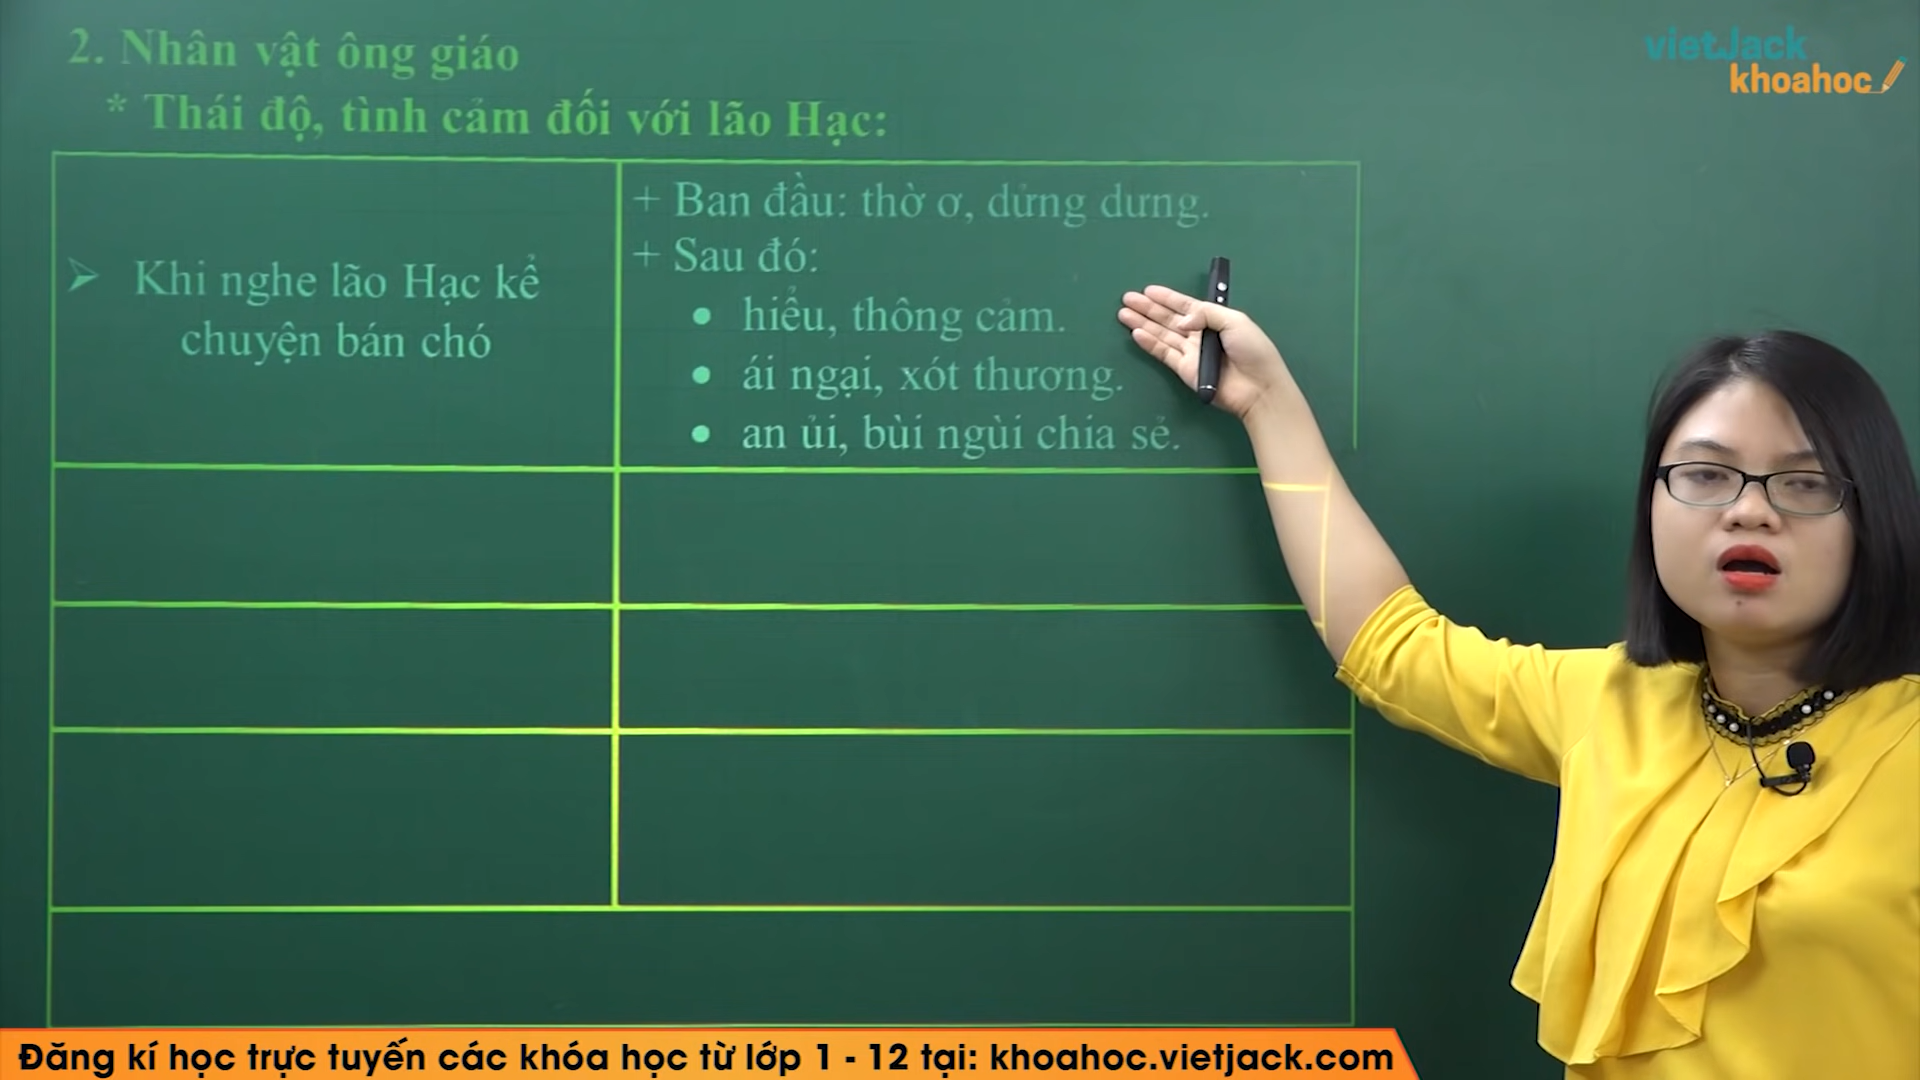 2. Nhân vật ông giáo
* Thái độ, tình cảm đối với lão Hạc:
➢ Khi nghe lão Hạc kể
chuyện bán chó
+ Ban đầu: thờ ơ, dửng dưng.
+ Sau đó:
• hiểu, thông cảm.
• ái ngại, xót thương.
• an ủi, bùi ngùi chia sẻ.
vietJack
khoahoc
Đăng kí học trực tuyến các khóa học từ lớp 1 - 12 tại: khoahoc.vietjack.com